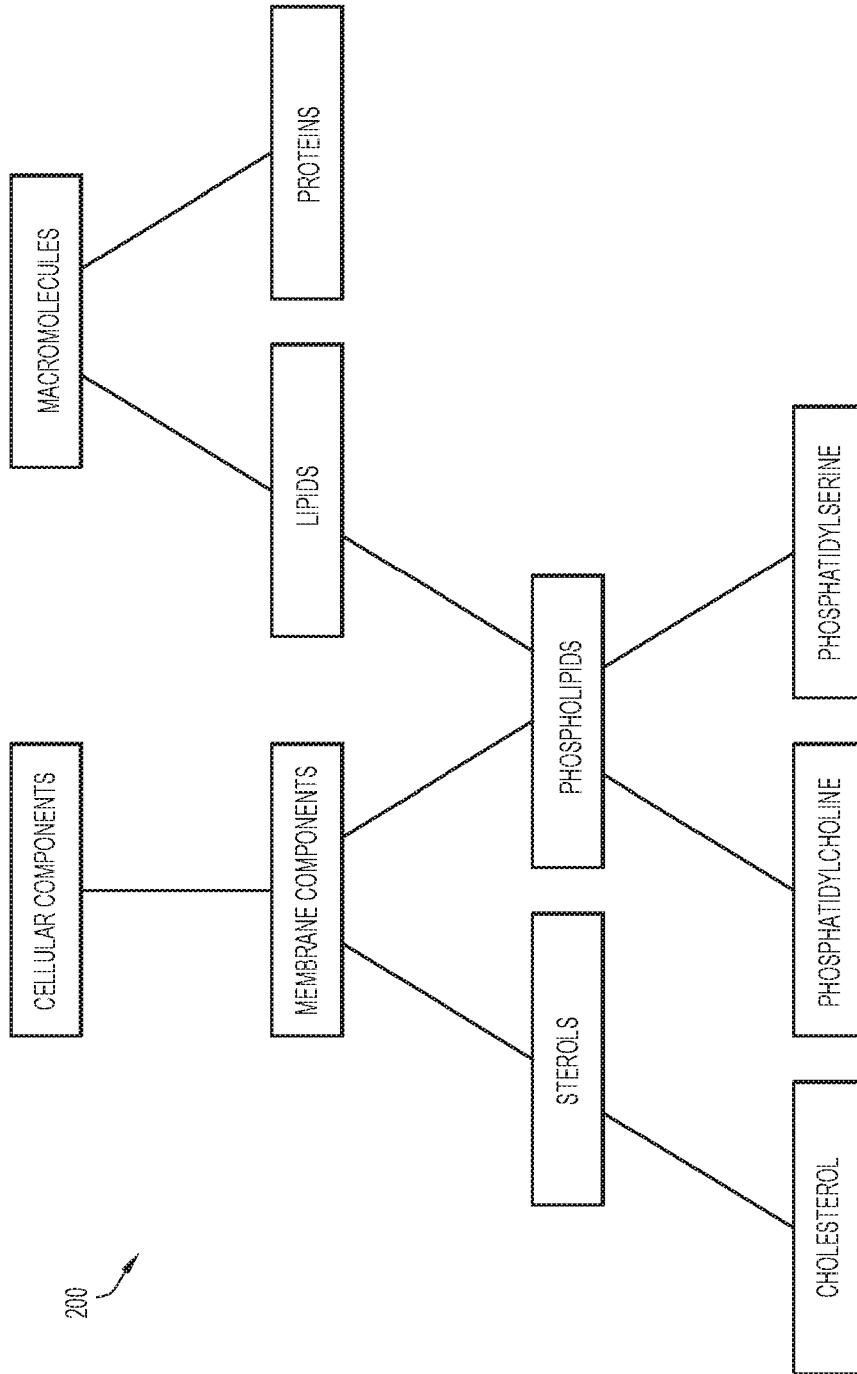 200
CELLULAR COMPONENTS
MACROMOLECULES
MEMBRANE COMPONENTS
LIPIDS
PROTEINS
STEROLS
PHOSPHOLIPIDS
CHOLESTEROL
PHOSPHATIDYLCHOLINE
PHOSPHATIDYLSERINE